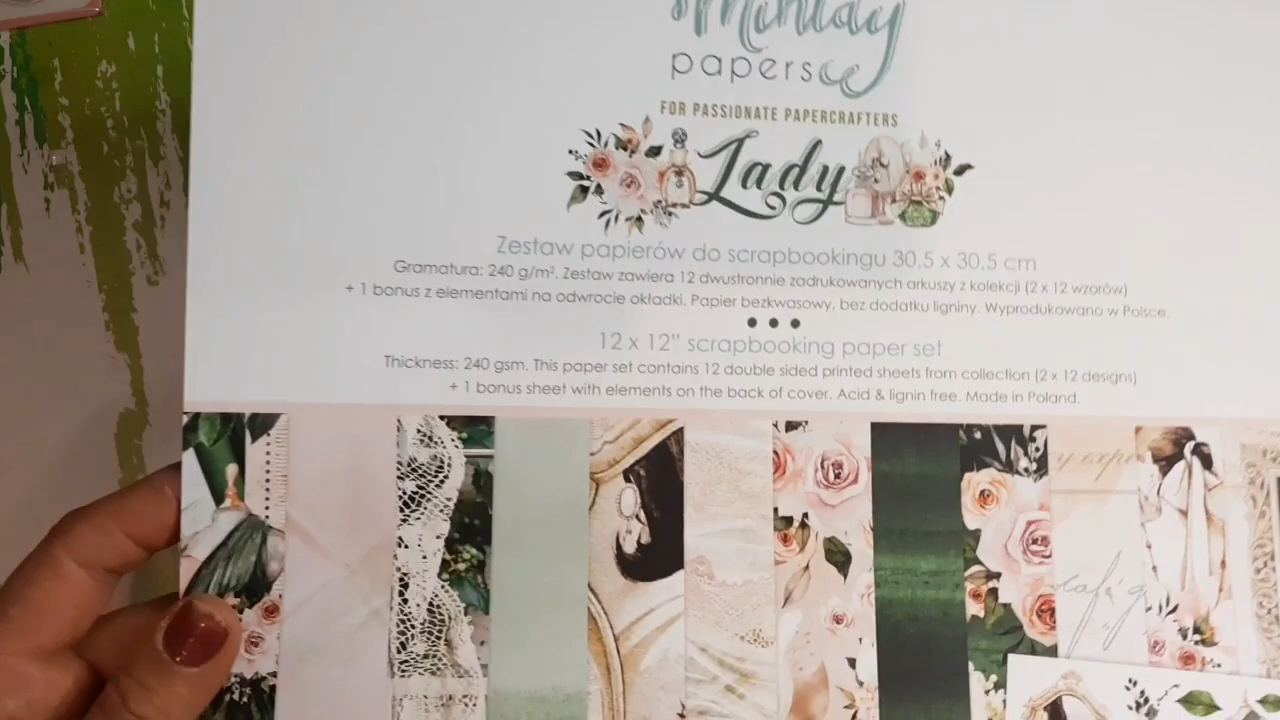 Mintay
papers
FOR PASSIONATE PAPERCRAFTERS
Lady
Zestaw papierów do scrapbookingu 30,5 x 30,5 cm
Gramatura: 240 g/m². Zestaw zawiera 12 dwustronnie zadrukowanych arkuszy z kolekcji (2 x 12 wzorów)
+ 1 bonus z elementami na odwrocie okładki. Papier bezkwasowy, bez dodatku ligniny. Wyprodukowano w Polsce.
12 x 12" scrapbooking paper set
Thickness: 240 gsm. This paper set contains 12 double sided printed sheets from collection (2 x 12 designs)
+ 1 bonus sheet with elements on the back of cover. Acid & lignin free. Made in Poland.